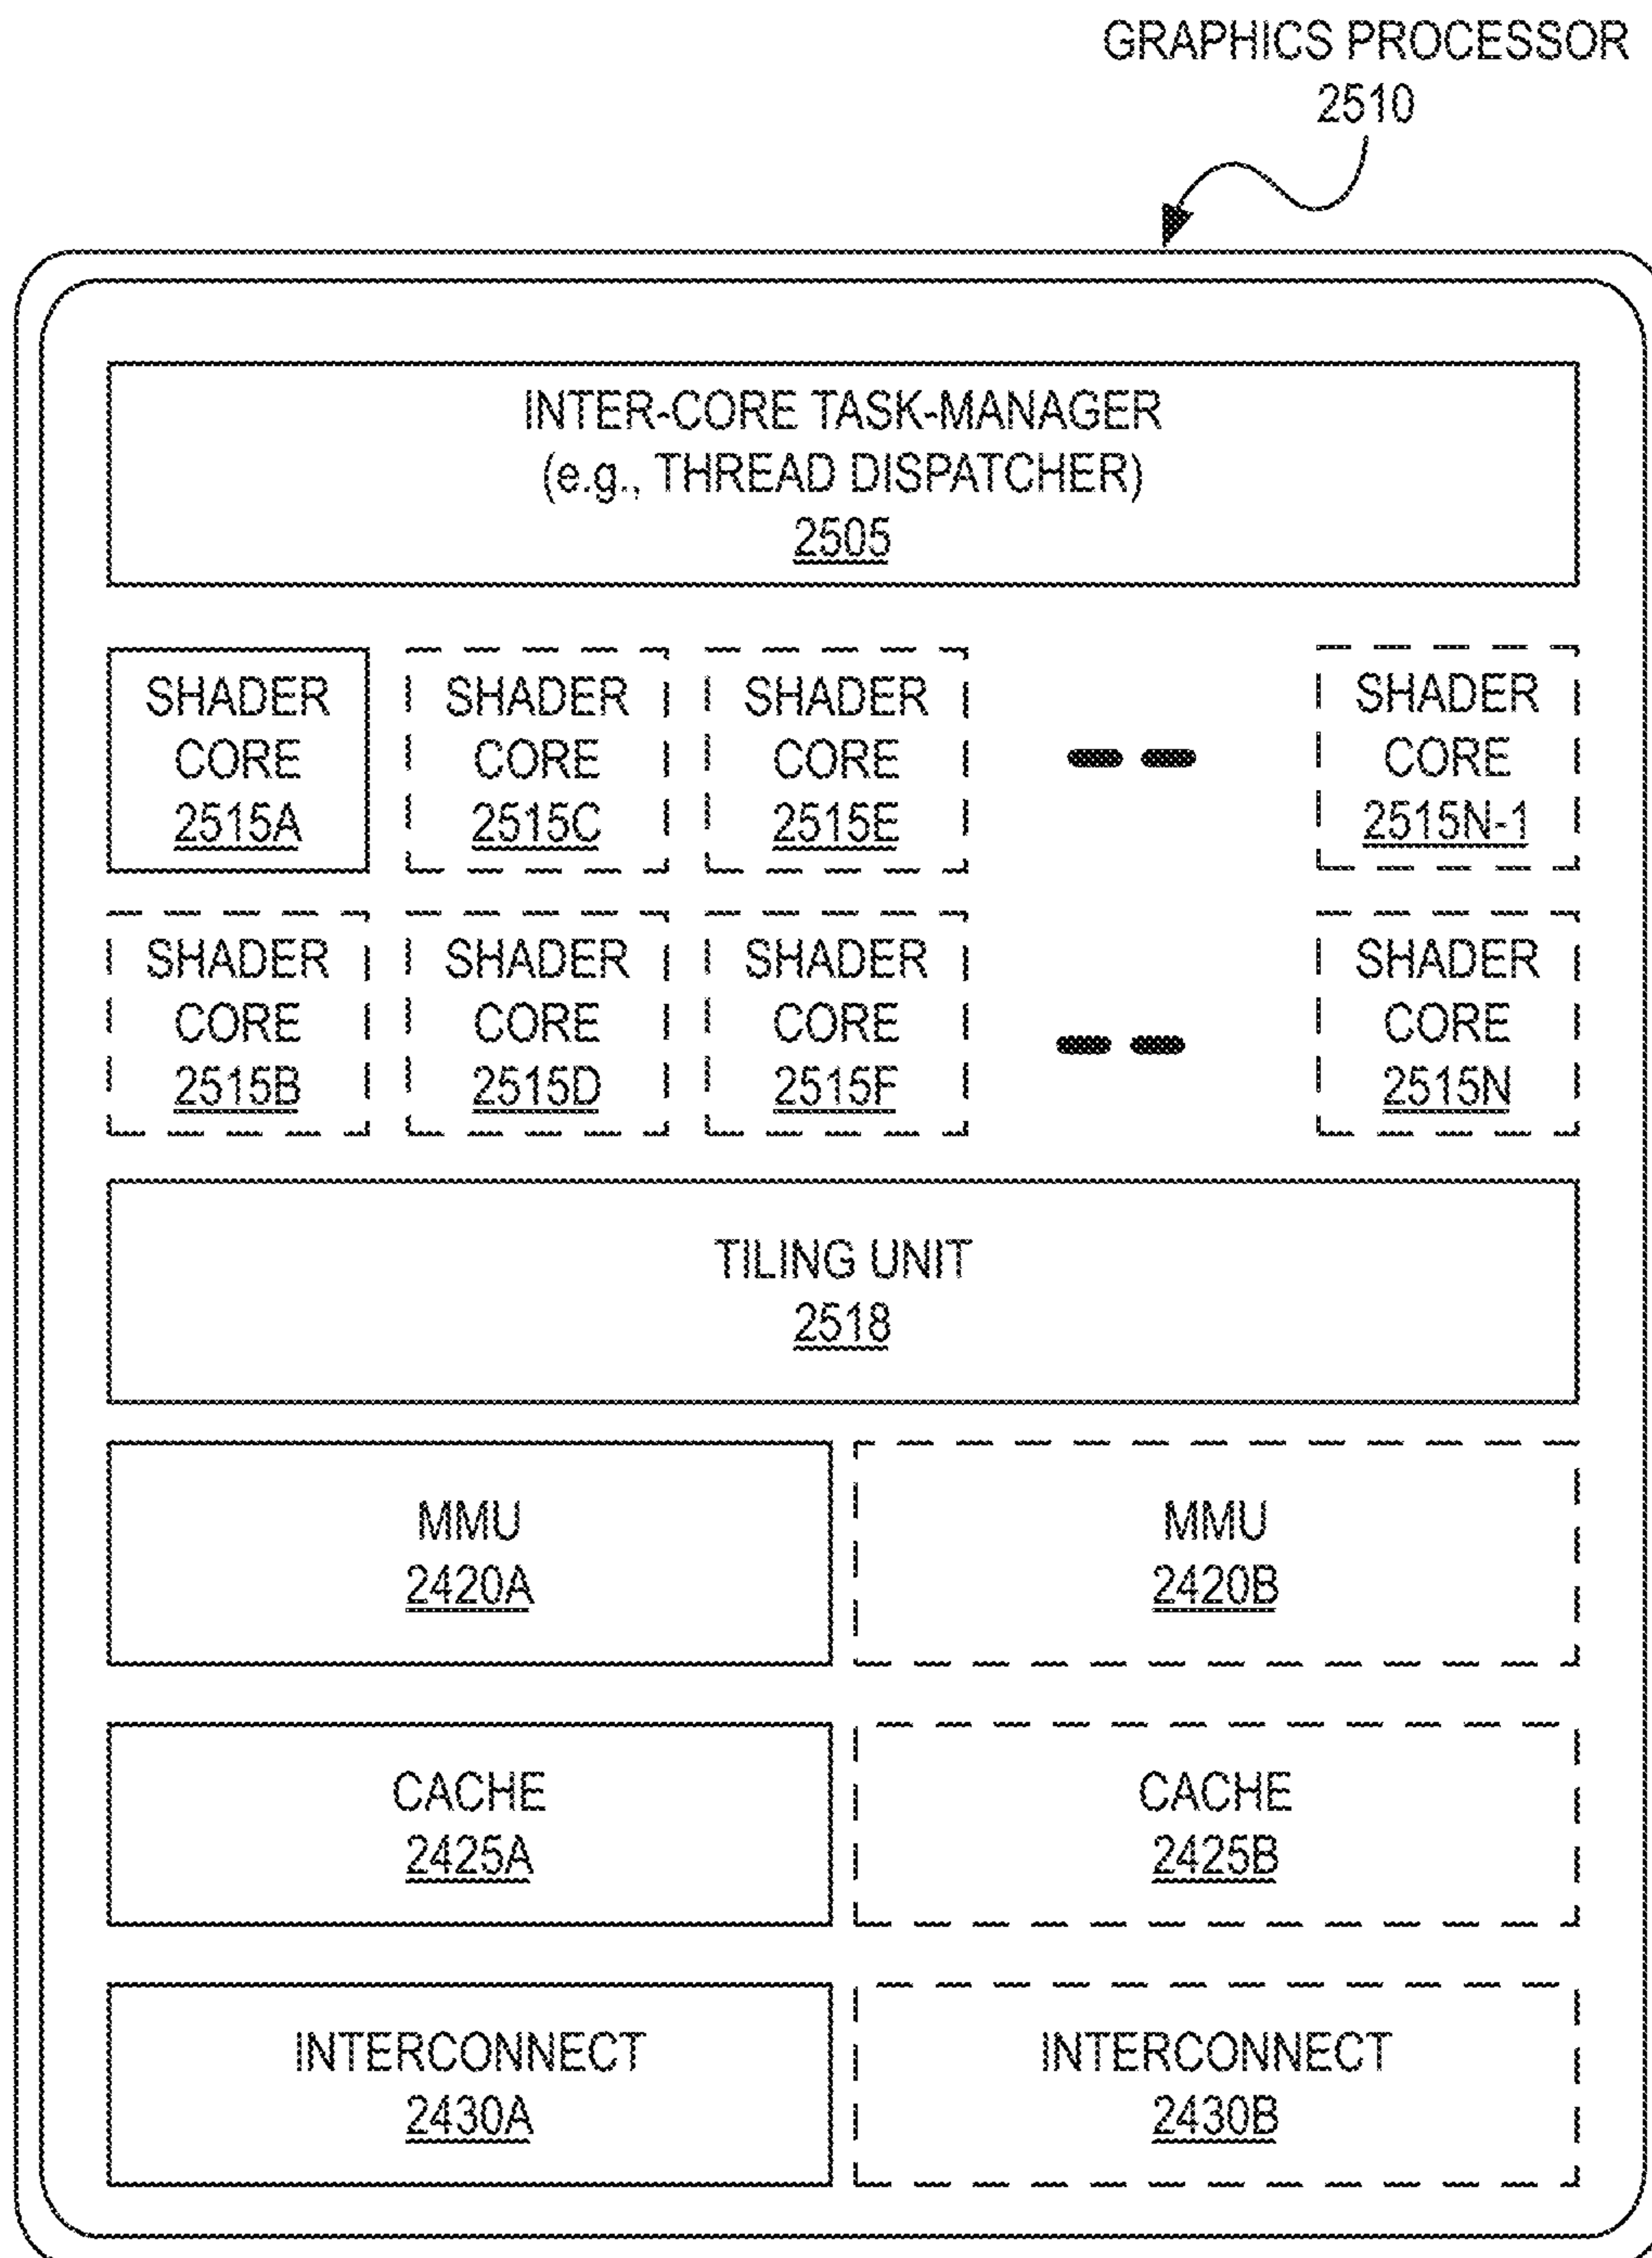 GRAPHICS PROCESSOR
2510
INTER-CORE TASK-MANAGER
(e.g., THREAD DISPATCHER)
2505
SHADER
CORE
2515A
SHADER
CORE
2515C
SHADER
CORE
2515E
SHADER
CORE
2515N-1
SHADER
CORE
2515B
SHADER
CORE
2515D
SHADER
CORE
2515F
SHADER
CORE
2515N
TILING UNIT
2518
MMU
2420A
MMU
2420B
CACHE
2425A
CACHE
2425B
INTERCONNECT
2430A
INTERCONNECT
2430B